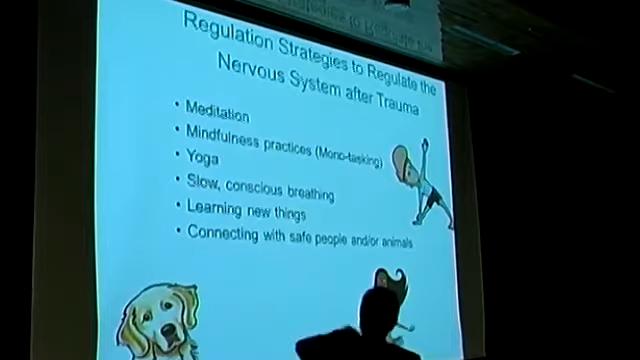 Regulation Strategies to Regulate the
Nervous System after Trauma
• Meditation
• Mindfulness practices (Mono-tasking)
• Yoga
• Slow, conscious breathing
• Learning new things
• Connecting with safe people and/or animals